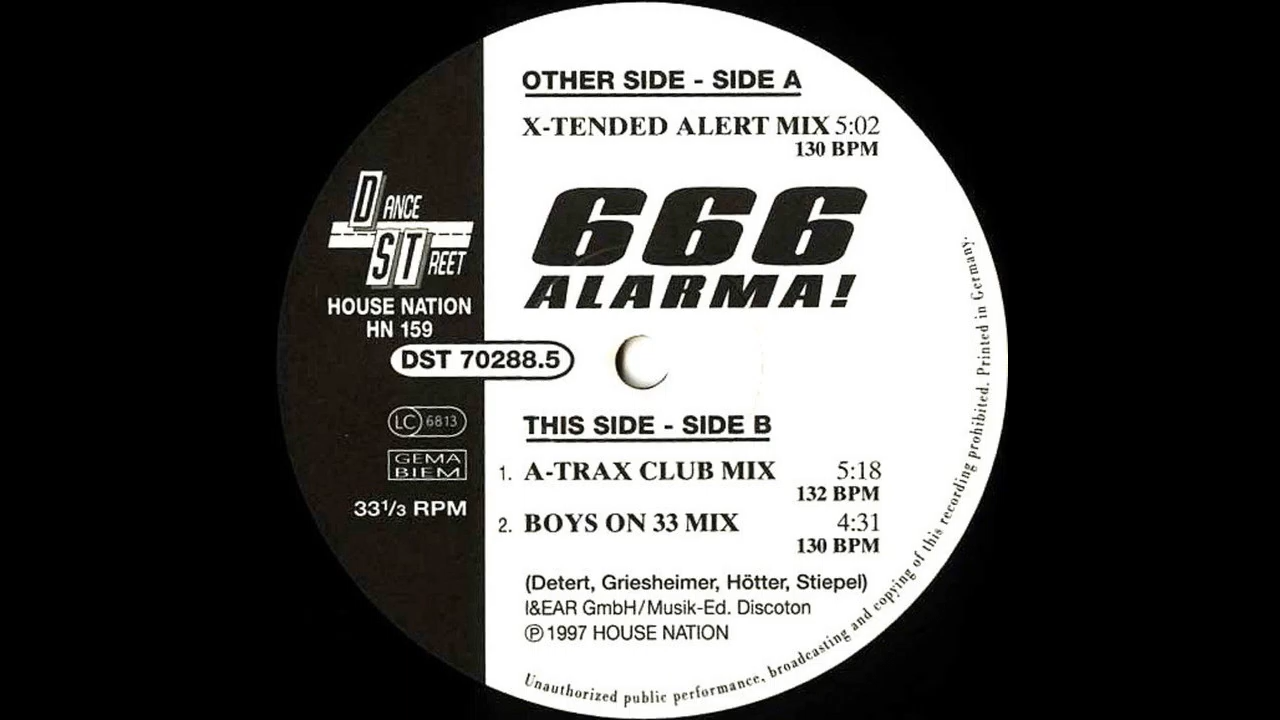 OTHER SIDE - SIDE A
X-TENDED ALERT MIX 5:02
130 BPM
666
ALARMA!
DANCE
STREET
HOUSE NATION
HN 159
DST 70288.5
LC 6813
GEMA
BIEM
33 1/3 RPM
THIS SIDE - SIDE B
1. A-TRAX CLUB MIX 5:18
132 BPM
2. BOYS ON 33 MIX 4:31
130 BPM
(Detert, Griesheimer, Hötter, Stiepel)
I&EAR GmbH/Musik-Ed. Discoton
Ⓟ 1997 HOUSE NATION
Unauthorized public performance, broadcasting and copying of this recording prohibited. Printed in Germany.